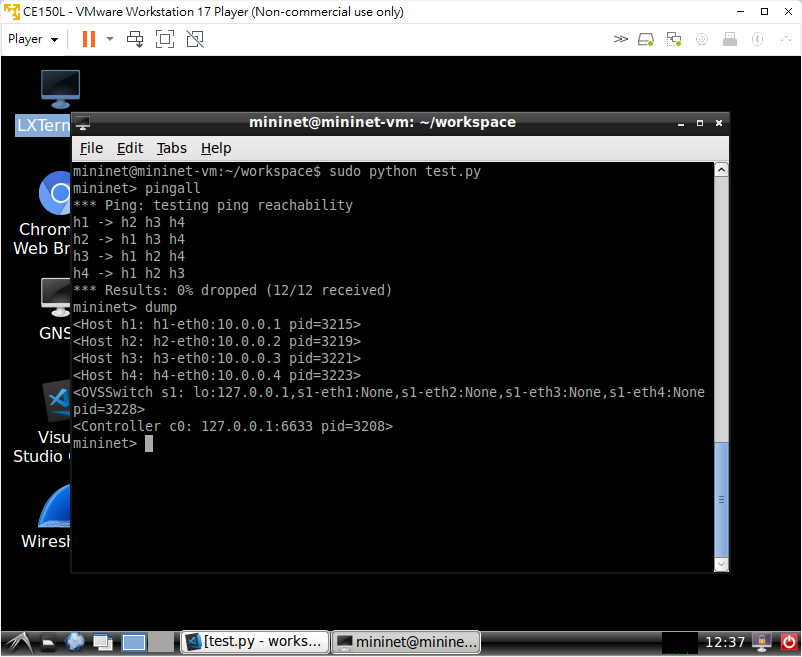 CE150L - VMware Workstation 17 Player (Non-commercial use only)
Player
LXTerm
mininet@mininet-vm: ~/workspace
File Edit Tabs Help
mininet@mininet-vm:~/workspace$ sudo python test.py
mininet> pingall
*** Ping: testing ping reachability
h1 -> h2 h3 h4
h2 -> h1 h3 h4
h3 -> h1 h2 h4
h4 -> h1 h2 h3
*** Results: 0% dropped (12/12 received)
mininet> dump
<Host h1: h1-eth0:10.0.0.1 pid=3215>
<Host h2: h2-eth0:10.0.0.2 pid=3219>
<Host h3: h3-eth0:10.0.0.3 pid=3221>
<Host h4: h4-eth0:10.0.0.4 pid=3223>
<OVSSwitch s1: lo:127.0.0.1,s1-eth1:None,s1-eth2:None,s1-eth3:None,s1-eth4:None
pid=3228>
<Controller c0: 127.0.0.1:6633 pid=3208>
mininet>
Chrom
Web Br
GNS
Visu
Studio
Wiresh
[test.py - works...
mininet@minine...
12:37